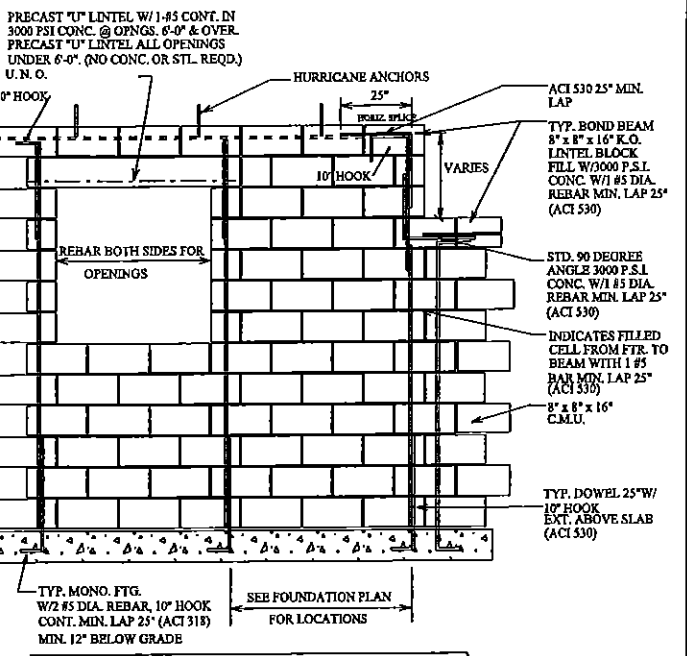 PRECAST "U" LINTEL W/ 1-#5 CONT. IN
3000 PSI CONC. @ OPNGS. 6'-0" & OVER.
PRECAST "U" LINTEL ALL OPENINGS
UNDER 6'-0". (NO CONC. OR STL. REQD.)
U. N. O.
0" HOOK
HURRICANE ANCHORS
25"
HORIZ. SPLICE
10" HOOK
VARIES
ACI 530 25" MIN.
LAP
TYP. BOND BEAM
8" x 8" x 16" K.O.
LINTEL BLOCK
FILL W/3000 P.S.I.
CONC. W/1 #5 DIA.
REBAR MIN. LAP 25"
(ACI 530)
REBAR BOTH SIDES FOR
OPENINGS
STD. 90 DEGREE
ANGLE 3000 P.S.I.
CONC. W/1 #5 DIA.
REBAR MIN. LAP 25"
(ACI 530)
INDICATES FILLED
CELL FROM FTR. TO
BEAM WITH 1 #5
BAR MIN. LAP 25"
(ACI 530)
8" x 8" x 16"
C.M.U.
TYP. DOWEL 25"W/
10" HOOK
EXT. ABOVE SLAB
(ACI 530)
TYP. MONO. FTG.
W/2 #5 DIA. REBAR, 10" HOOK
CONT. MIN. LAP 25" (ACI 318)
MIN. 12" BELOW GRADE
SEE FOUNDATION PLAN
FOR LOCATIONS